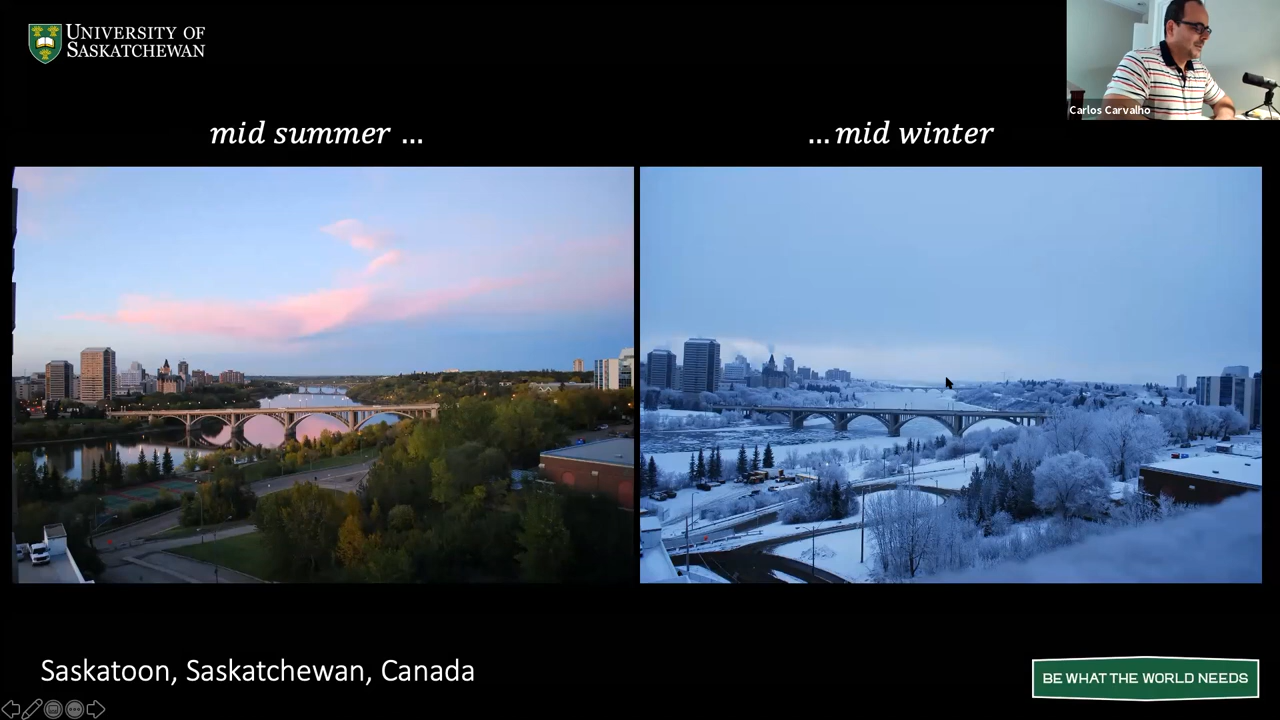 UNIVERSITY OF
SASKATCHEWAN
Carlos Carvalho
mid summer ...
... mid winter
Saskatoon, Saskatchewan, Canada
BE WHAT THE WORLD NEEDS